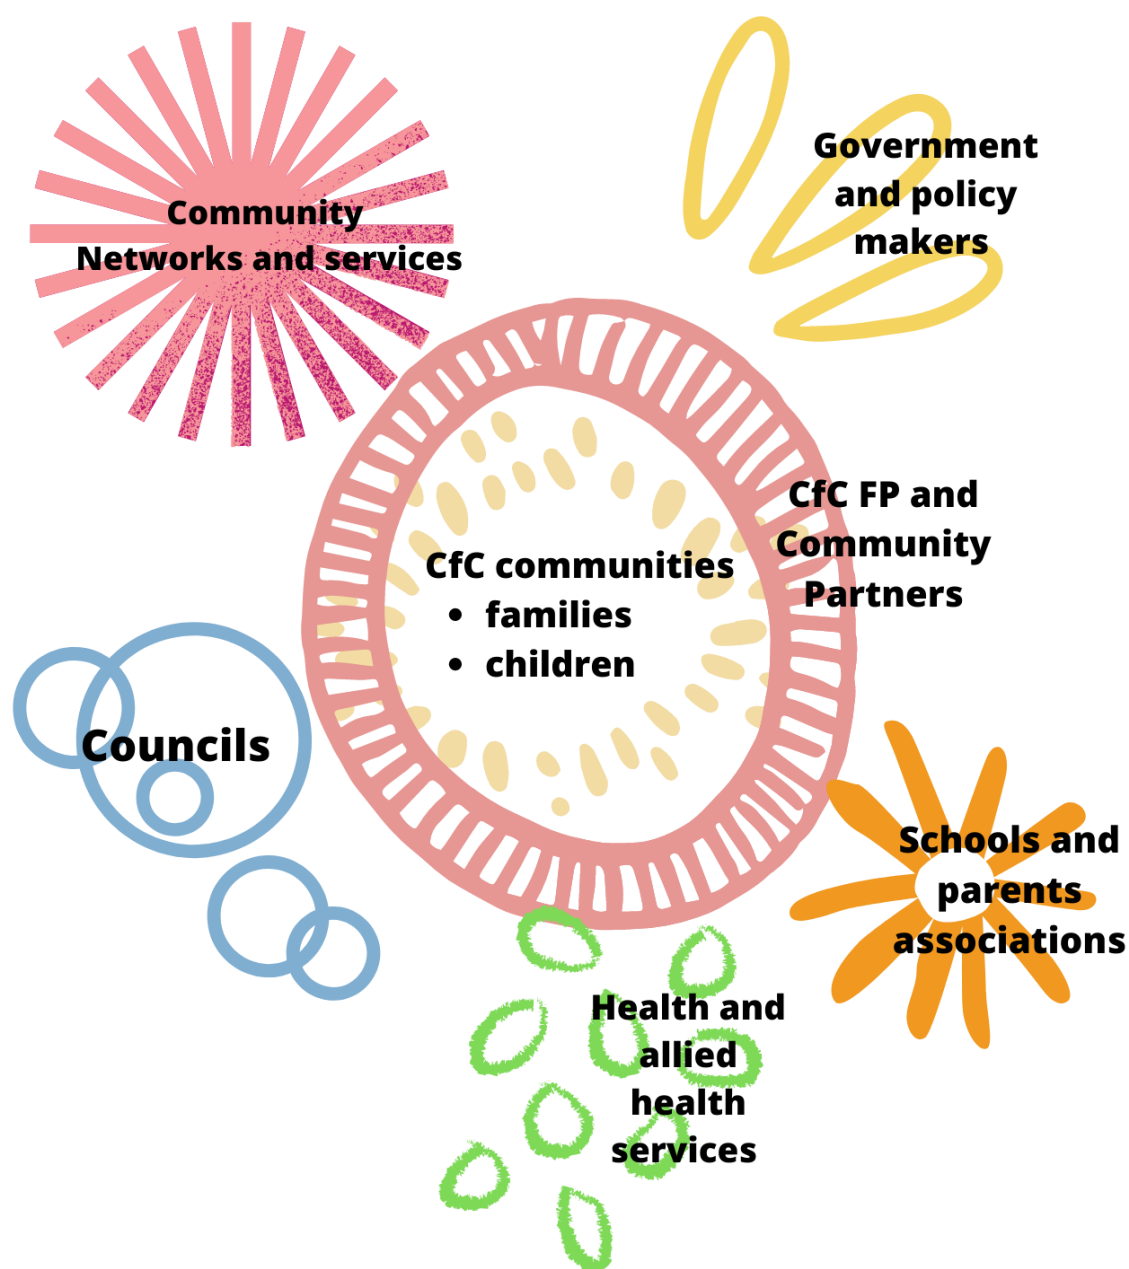 Community
Networks and services
Government
and policy
makers
CfC FP and
Community
Partners
CfC communities
• families
• children
Councils
Schools and
parents
associations
Health and
allied
health
services